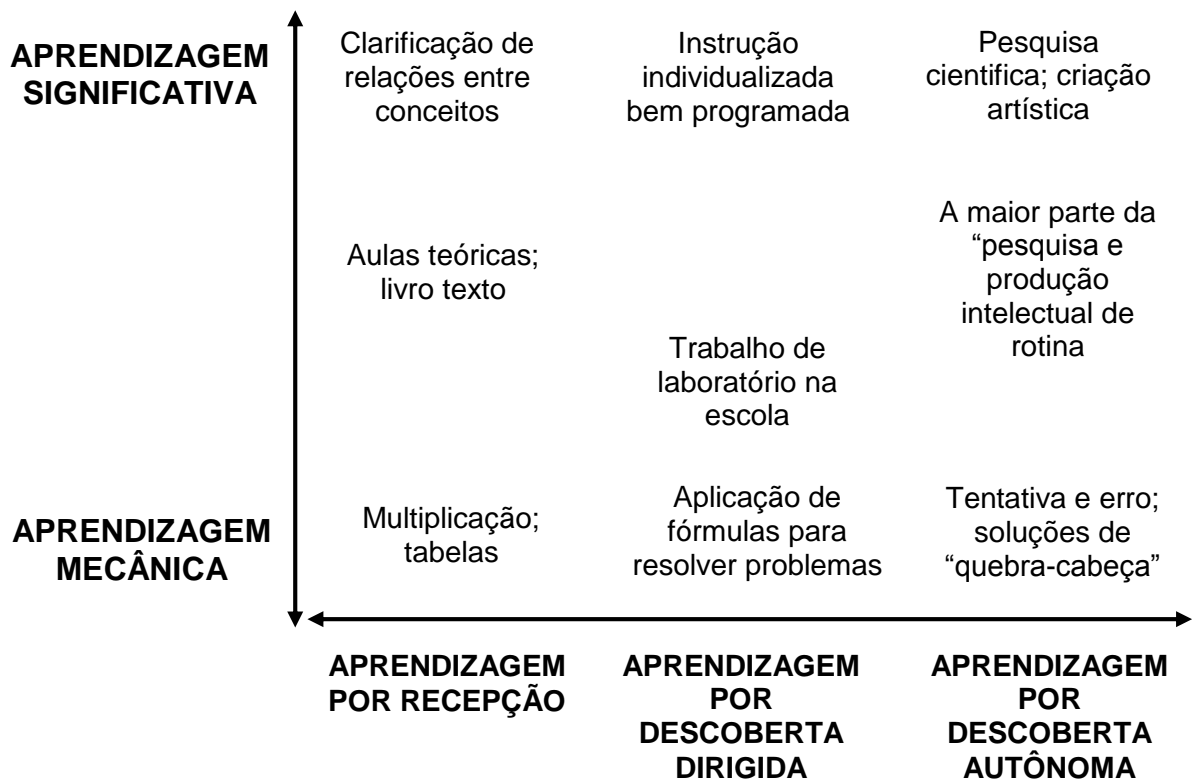 APRENDIZAGEM
SIGNIFICATIVA
Clarificação de
relações entre
conceitos
Instrução
individualizada
bem programada
Pesquisa
cientifica; criação
artística
Aulas teóricas;
livro texto
Trabalho de
laboratório na
escola
A maior parte da
“pesquisa e
produção
intelectual de
rotina
APRENDIZAGEM
MECÂNICA
Multiplicação;
tabelas
Aplicação de
fórmulas para
resolver problemas
Tentativa e erro;
soluções de
“quebra-cabeça”
APRENDIZAGEM
POR RECEPÇÃO
APRENDIZAGEM
POR
DESCOBERTA
DIRIGIDA
APRENDIZAGEM
POR
DESCOBERTA
AUTÔNOMA